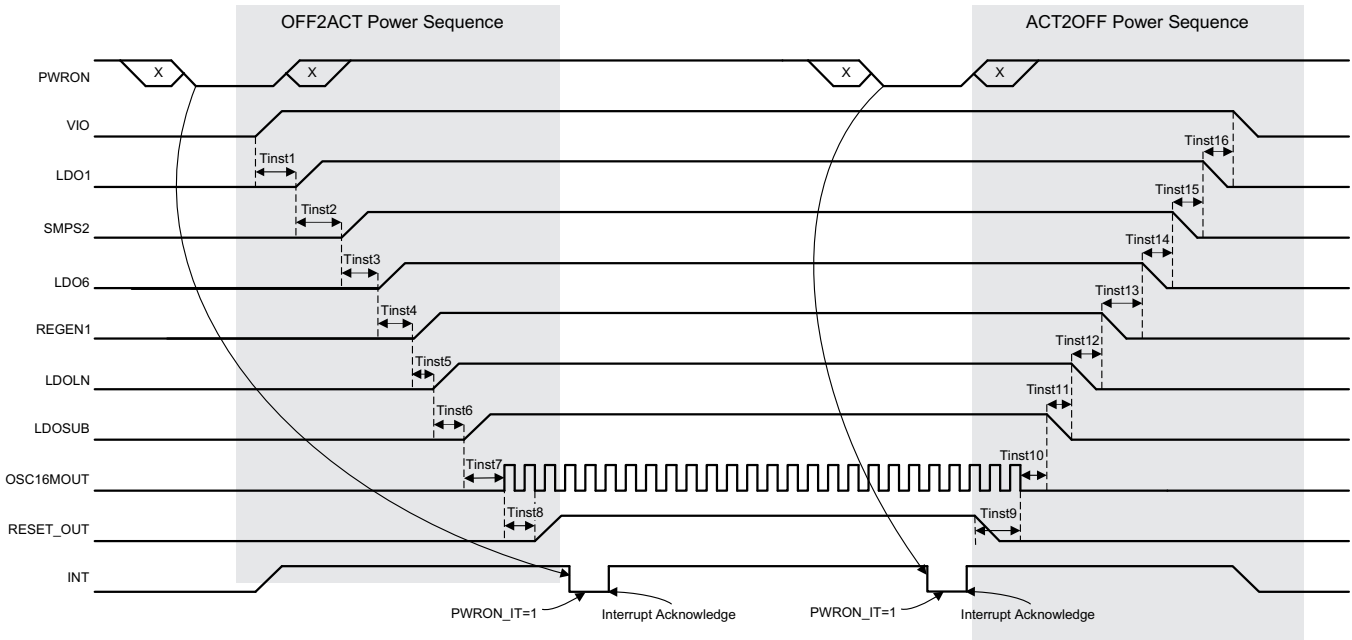 OFF2ACT Power Sequence
ACT2OFF Power Sequence
PWRON
X
X
X
X
VIO
Tinst1
Tinst16
LDO1
Tinst2
Tinst15
SMPS2
Tinst3
Tinst14
LDO6
Tinst4
Tinst13
REGEN1
Tinst5
Tinst12
LDOLN
Tinst6
Tinst11
LDOSUB
Tinst7
Tinst10
OSC16MOUT
Tinst8
Tinst9
RESET_OUT
INT
PWRON_IT=1
Interrupt Acknowledge
PWRON_IT=1
Interrupt Acknowledge